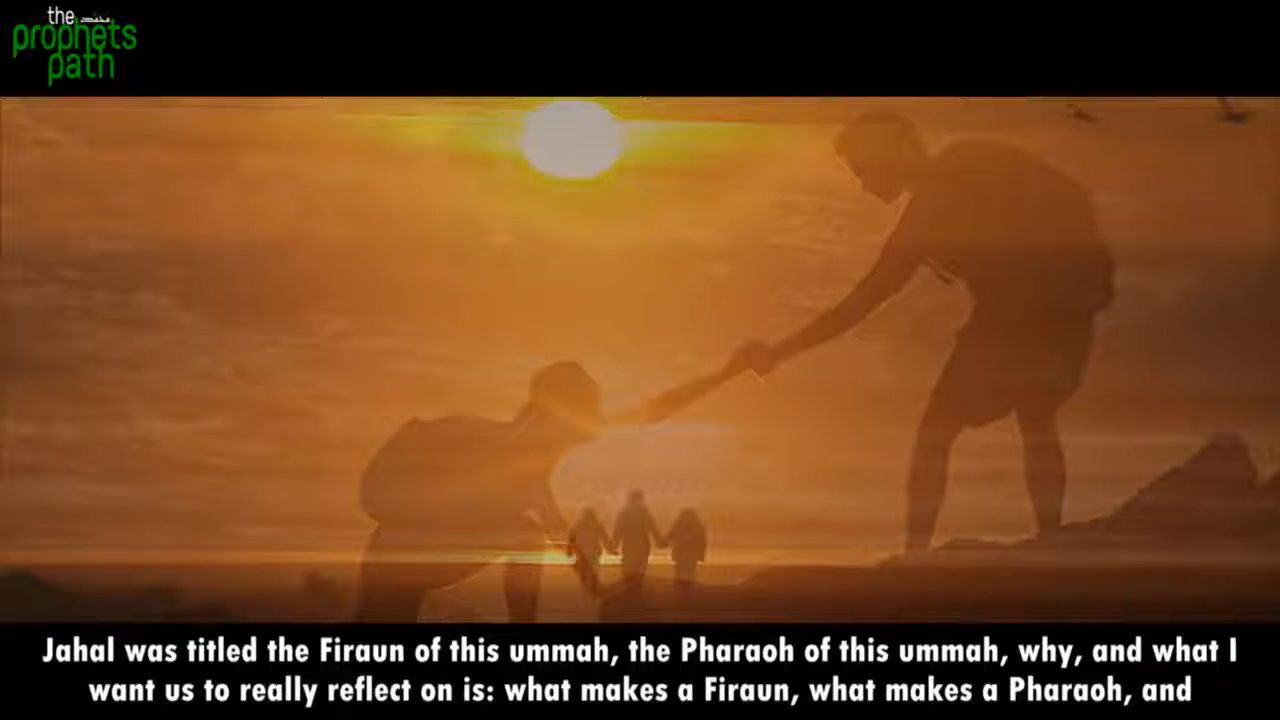 the
prophets
path
Jahal was titled the Firaun of this ummah, the Pharaoh of this ummah, why, and what I
want us to really reflect on is: what makes a Firaun, what makes a Pharaoh, and